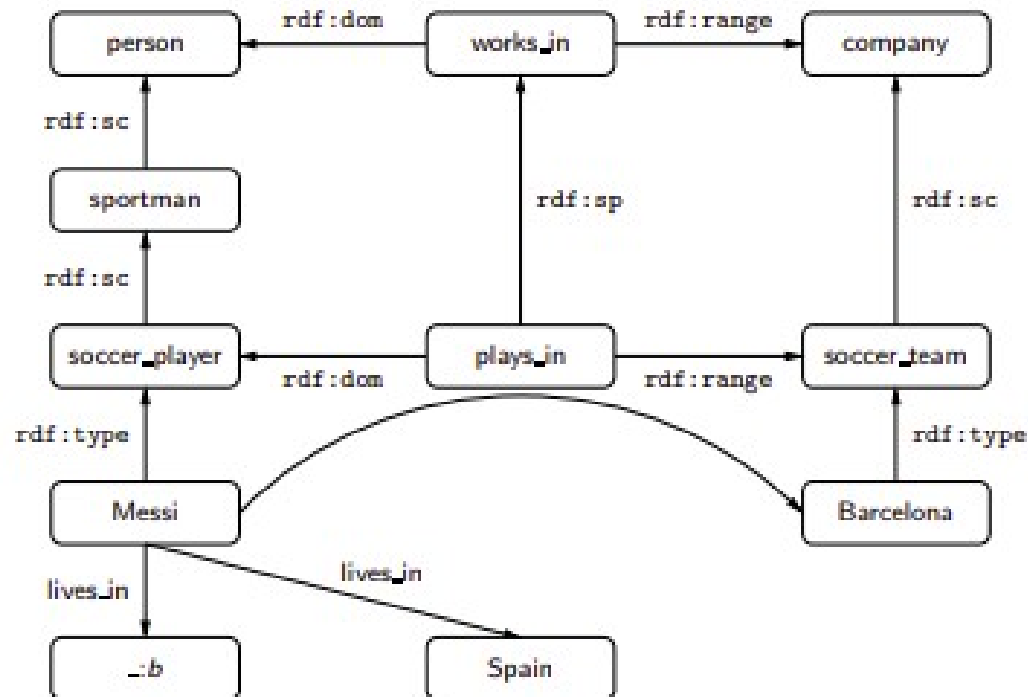 rdf:dom
rdf:range
person
works_in
company
rdf:sc
sportman
rdf:sp
rdf:sc
rdf:sc
soccer_player
plays_in
soccer_team
rdf:dom
rdf:range
rdf:type
rdf:type
Messi
Barcelona
lives_in
lives_in
_:b
Spain